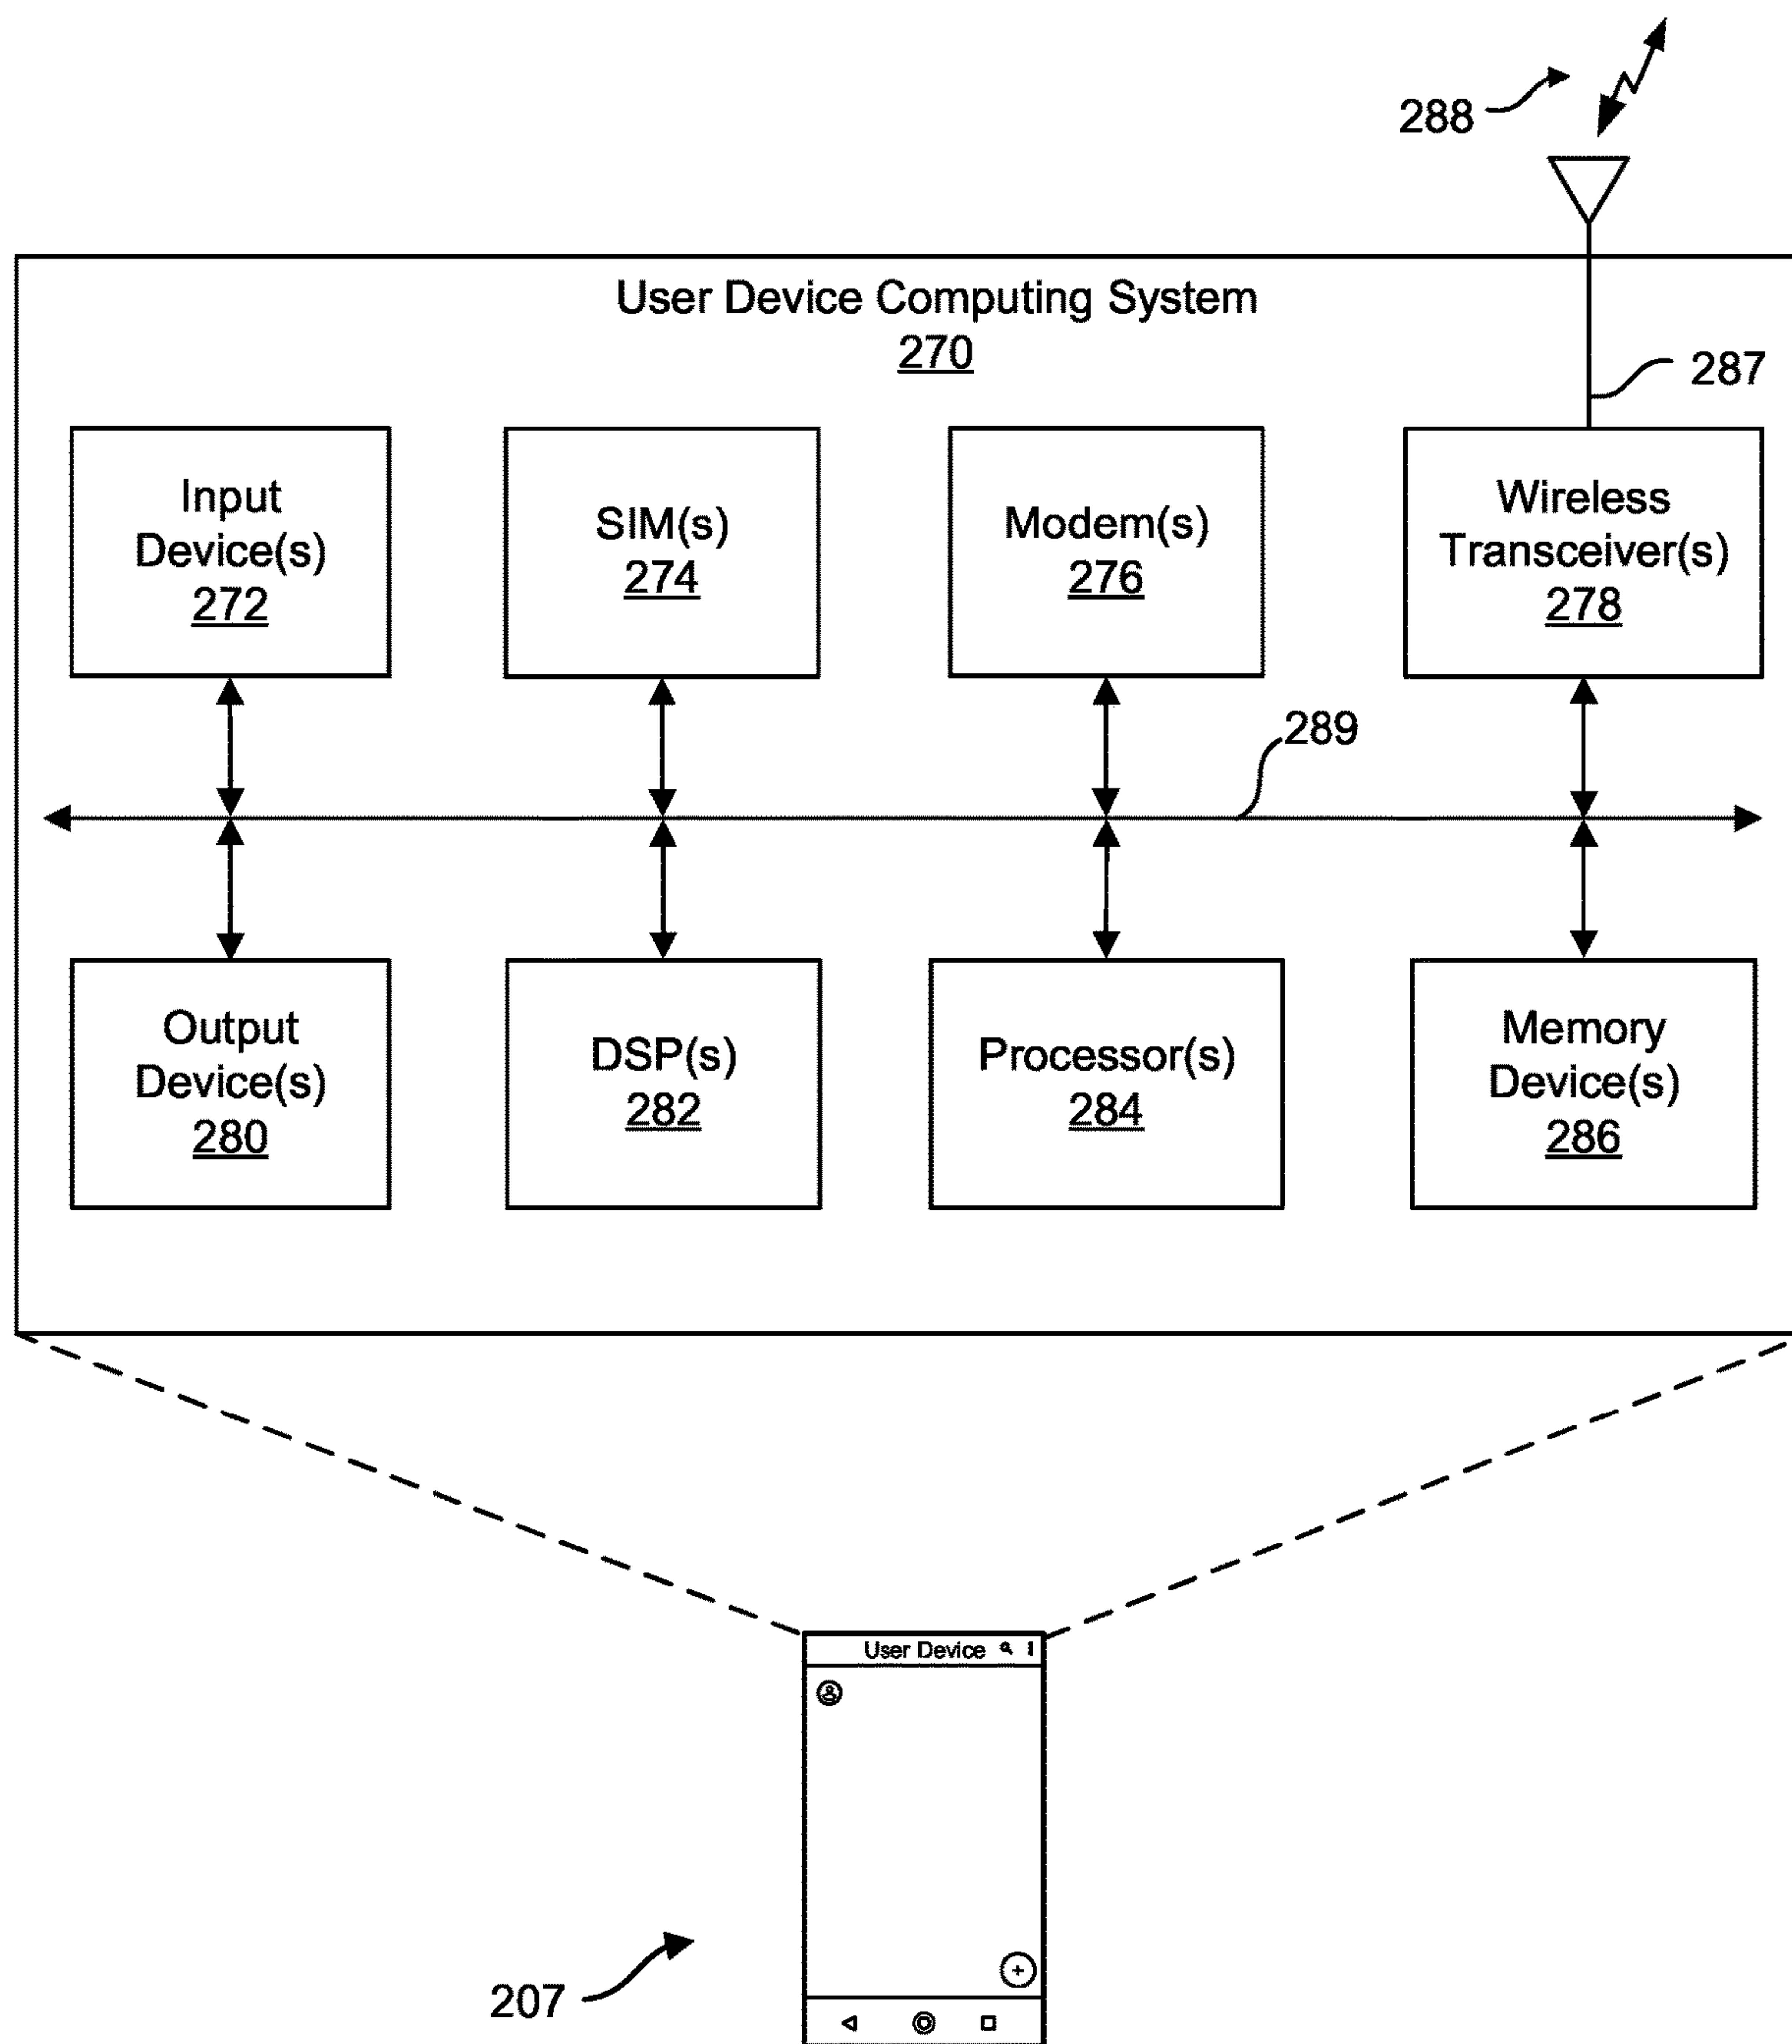 288
User Device Computing System
270
287
Input
Device(s)
272
SIM(s)
274
Modem(s)
276
Wireless
Transceiver(s)
278
289
Output
Device(s)
280
DSP(s)
282
Processor(s)
284
Memory
Device(s)
286
User Device
207